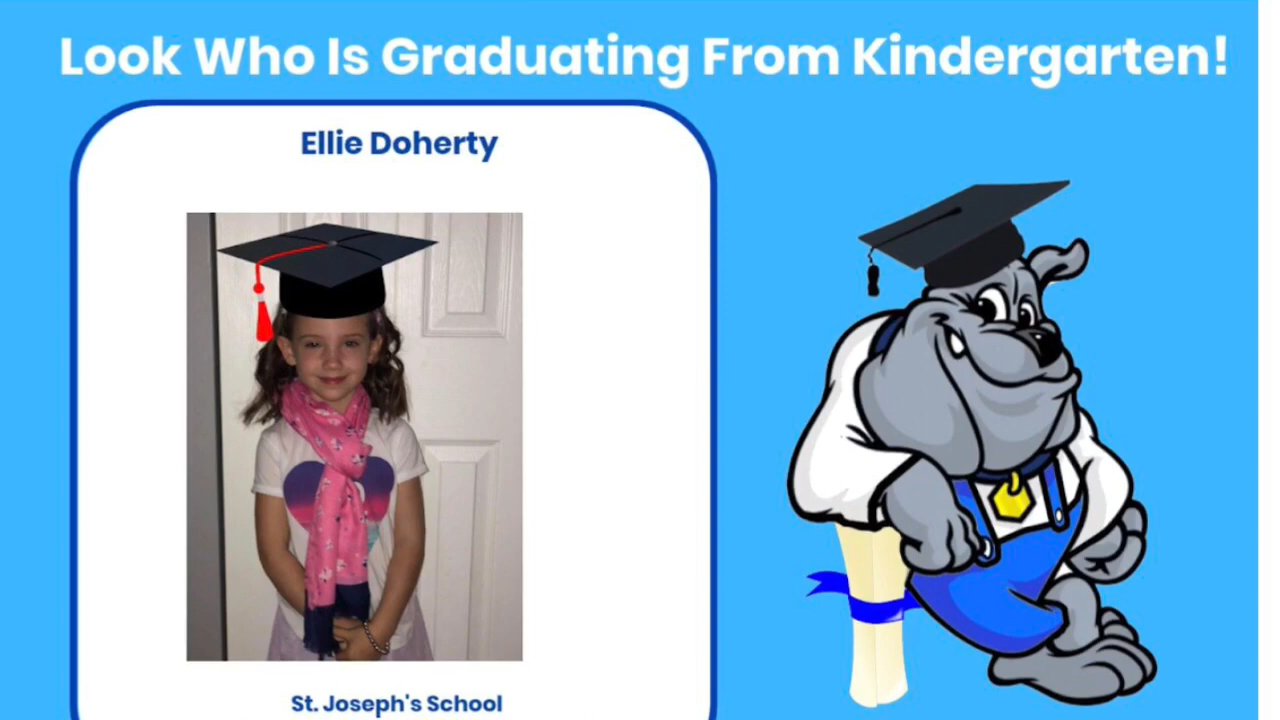 Look Who Is Graduating From Kindergarten!
Ellie Doherty
St. Joseph's School